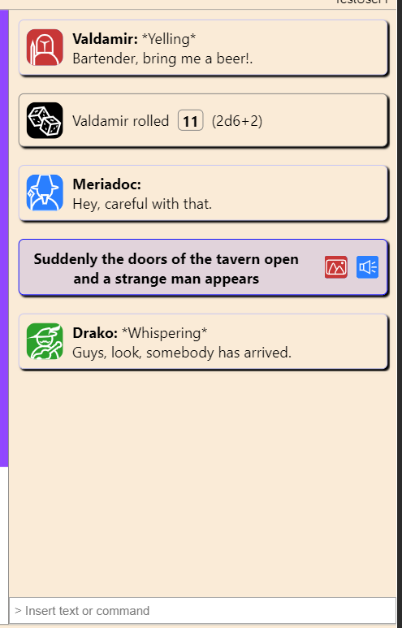 Valdamir: *Yelling*
Bartender, bring me a beer!.
Valdamir rolled 11 (2d6+2)
Meriadoc:
Hey, careful with that.
Suddenly the doors of the tavern open
and a strange man appears
Drako: *Whispering*
Guys, look, somebody has arrived.
> Insert text or command